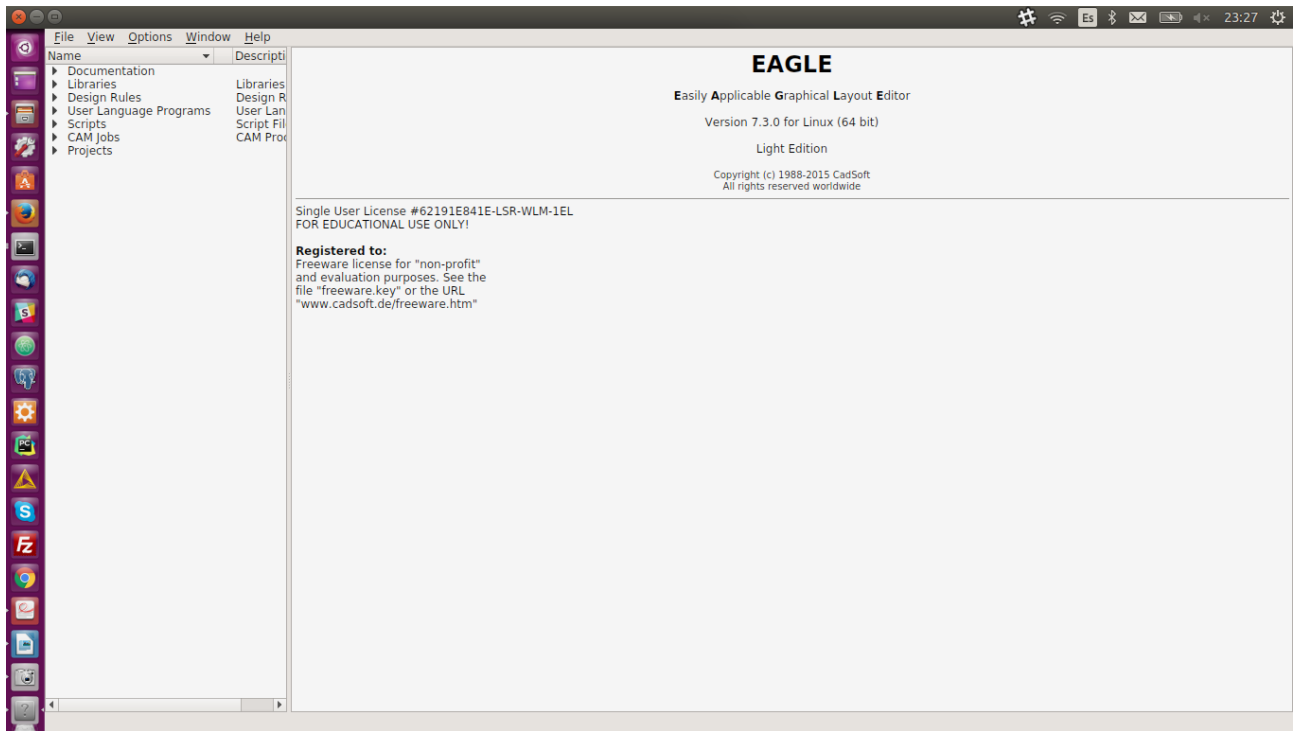 Es 23:27
File View Options Window Help
Name Descripti
Documentation
Libraries Libraries
Design Rules Design R
User Language Programs User Lan
Scripts Script Fil
CAM Jobs CAM Proc
Projects
EAGLE
Easily Applicable Graphical Layout Editor
Version 7.3.0 for Linux (64 bit)
Light Edition
Copyright (c) 1988-2015 CadSoft
All rights reserved worldwide
Single User License #62191E841E-LSR-WLM-1EL
FOR EDUCATIONAL USE ONLY!
Registered to:
Freeware license for "non-profit"
and evaluation purposes. See the
file "freeware.key" or the URL
"www.cadsoft.de/freeware.htm"
S
PC
S
FZ
?